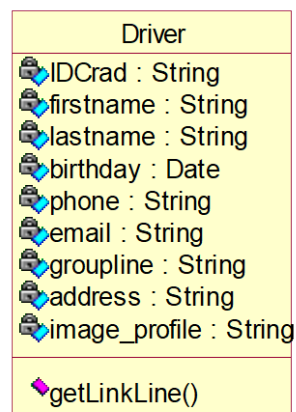 Driver
IDCrad : String
firstname : String
lastname : String
birthday : Date
phone : String
email : String
groupline : String
address : String
image_profile : String
getLinkLine()